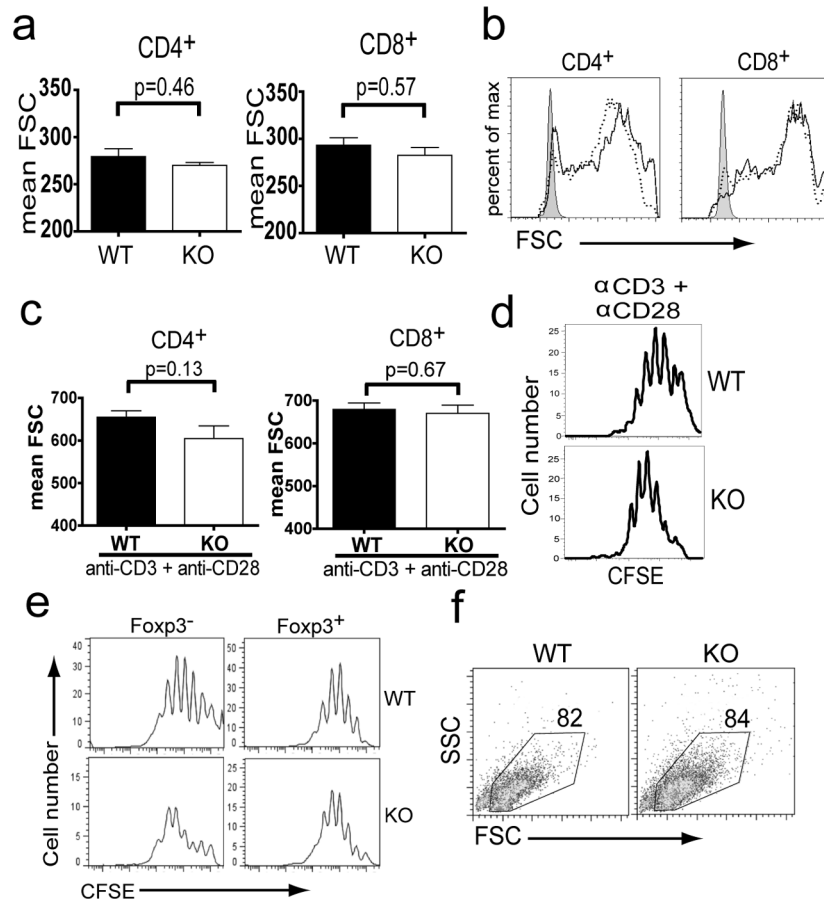 a
CD4+
p=0.46
mean FSC
350
300
250
200
WT
KO
CD8+
p=0.57
mean FSC
350
300
250
200
WT
KO
b
CD4+
CD8+
percent of max
FSC
c
CD4+
p=0.13
mean FSC
700
600
500
400
WT
KO
anti-CD3 + anti-CD28
CD8+
p=0.67
mean FSC
700
600
500
400
WT
KO
anti-CD3 + anti-CD28
d
αCD3 +
αCD28
Cell number
25
20
15
10
5
0
WT
25
20
15
10
5
0
KO
CFSE
e
Foxp3-
Foxp3+
Cell number
40
30
20
10
0
50
40
30
20
10
0
WT
15
10
5
0
25
20
15
10
5
0
KO
CFSE
f
WT
KO
SSC
82
84
FSC